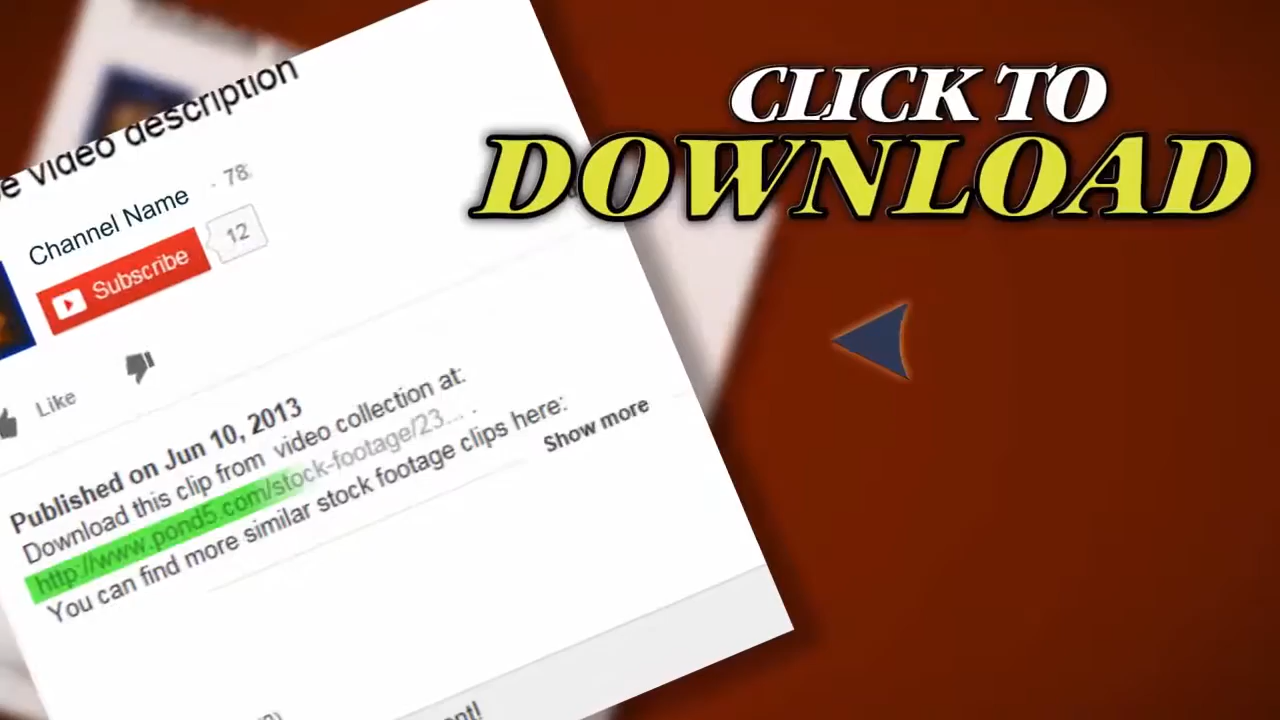 CLICK TO
DOWNLOAD
video description
Channel Name · 78
Subscribe 12
Like
Published on Jun 10, 2013
Download this clip from video collection at:
http://www.pond5.com/stock-footage/23...
You can find more similar stock footage clips here:
Show more